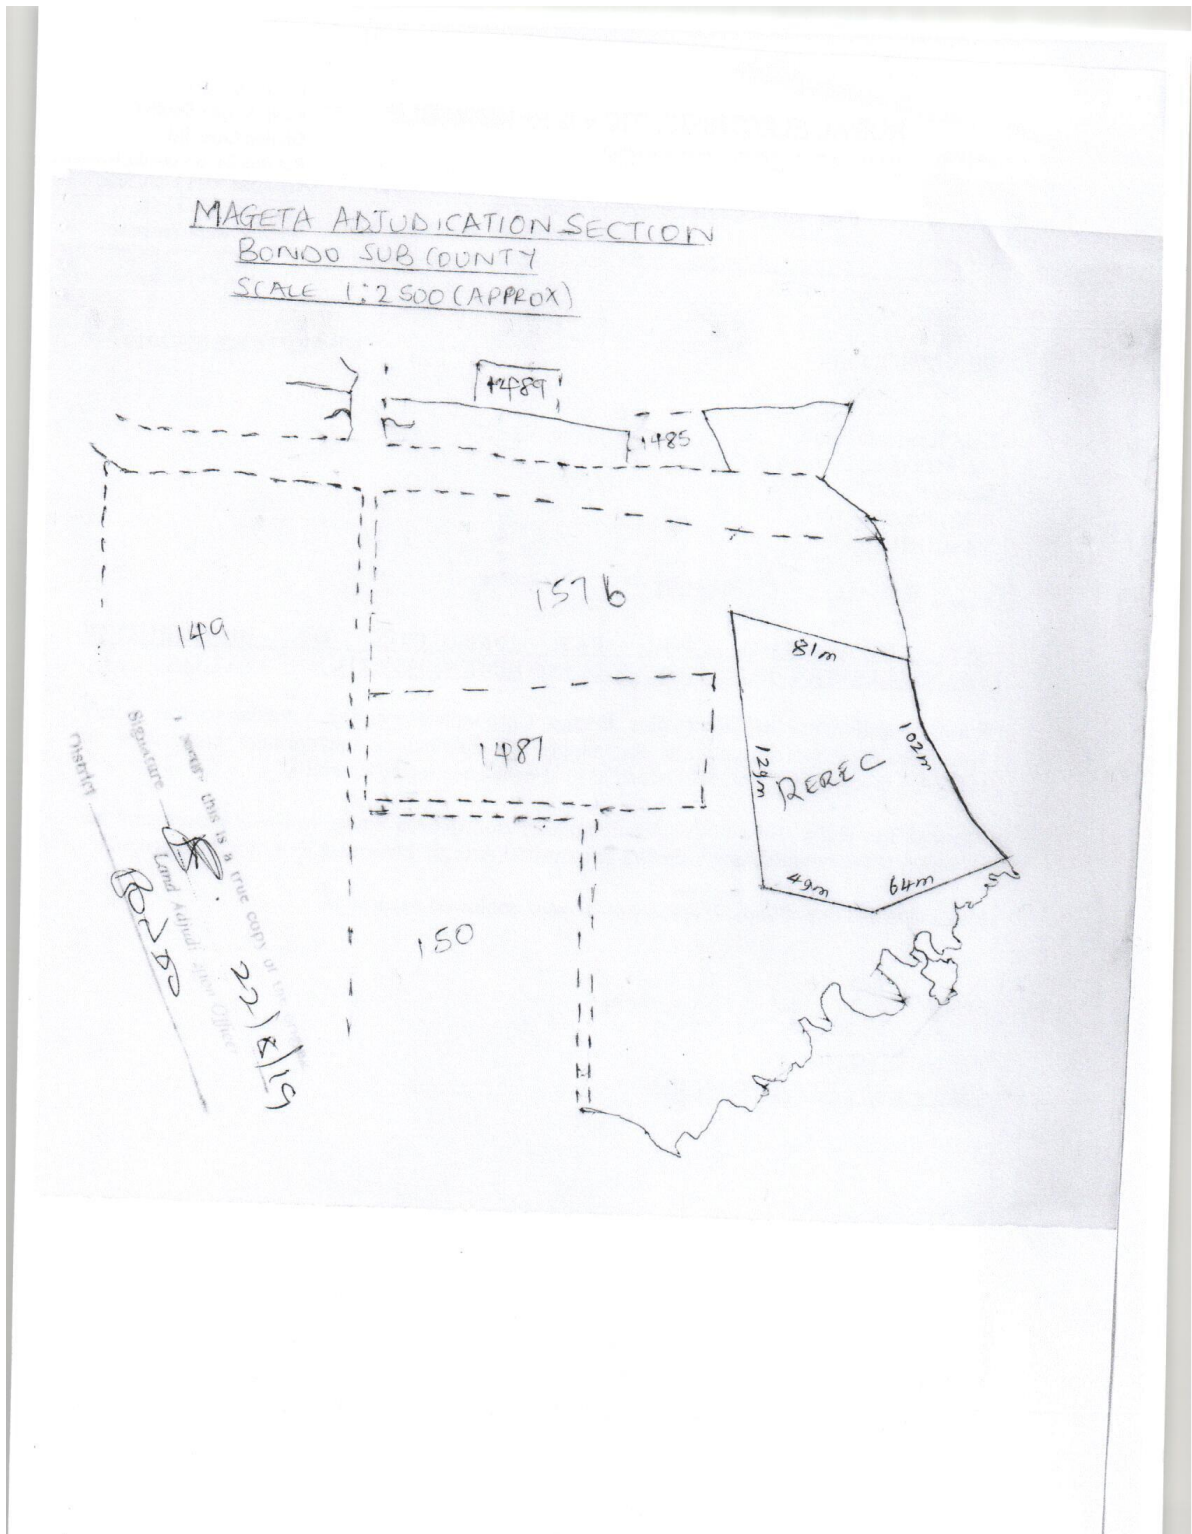 MAGETA ADJUDICATION SECTION
BONDO SUB COUNTY
SCALE 1:2500 (APPROX)
1489
1485
1576
149
81m
102m
129m
REREC
1487
49m
64m
150
this is a true copy of the
Signature
22/8/19
Land Adjudication Officer
District
BONDO